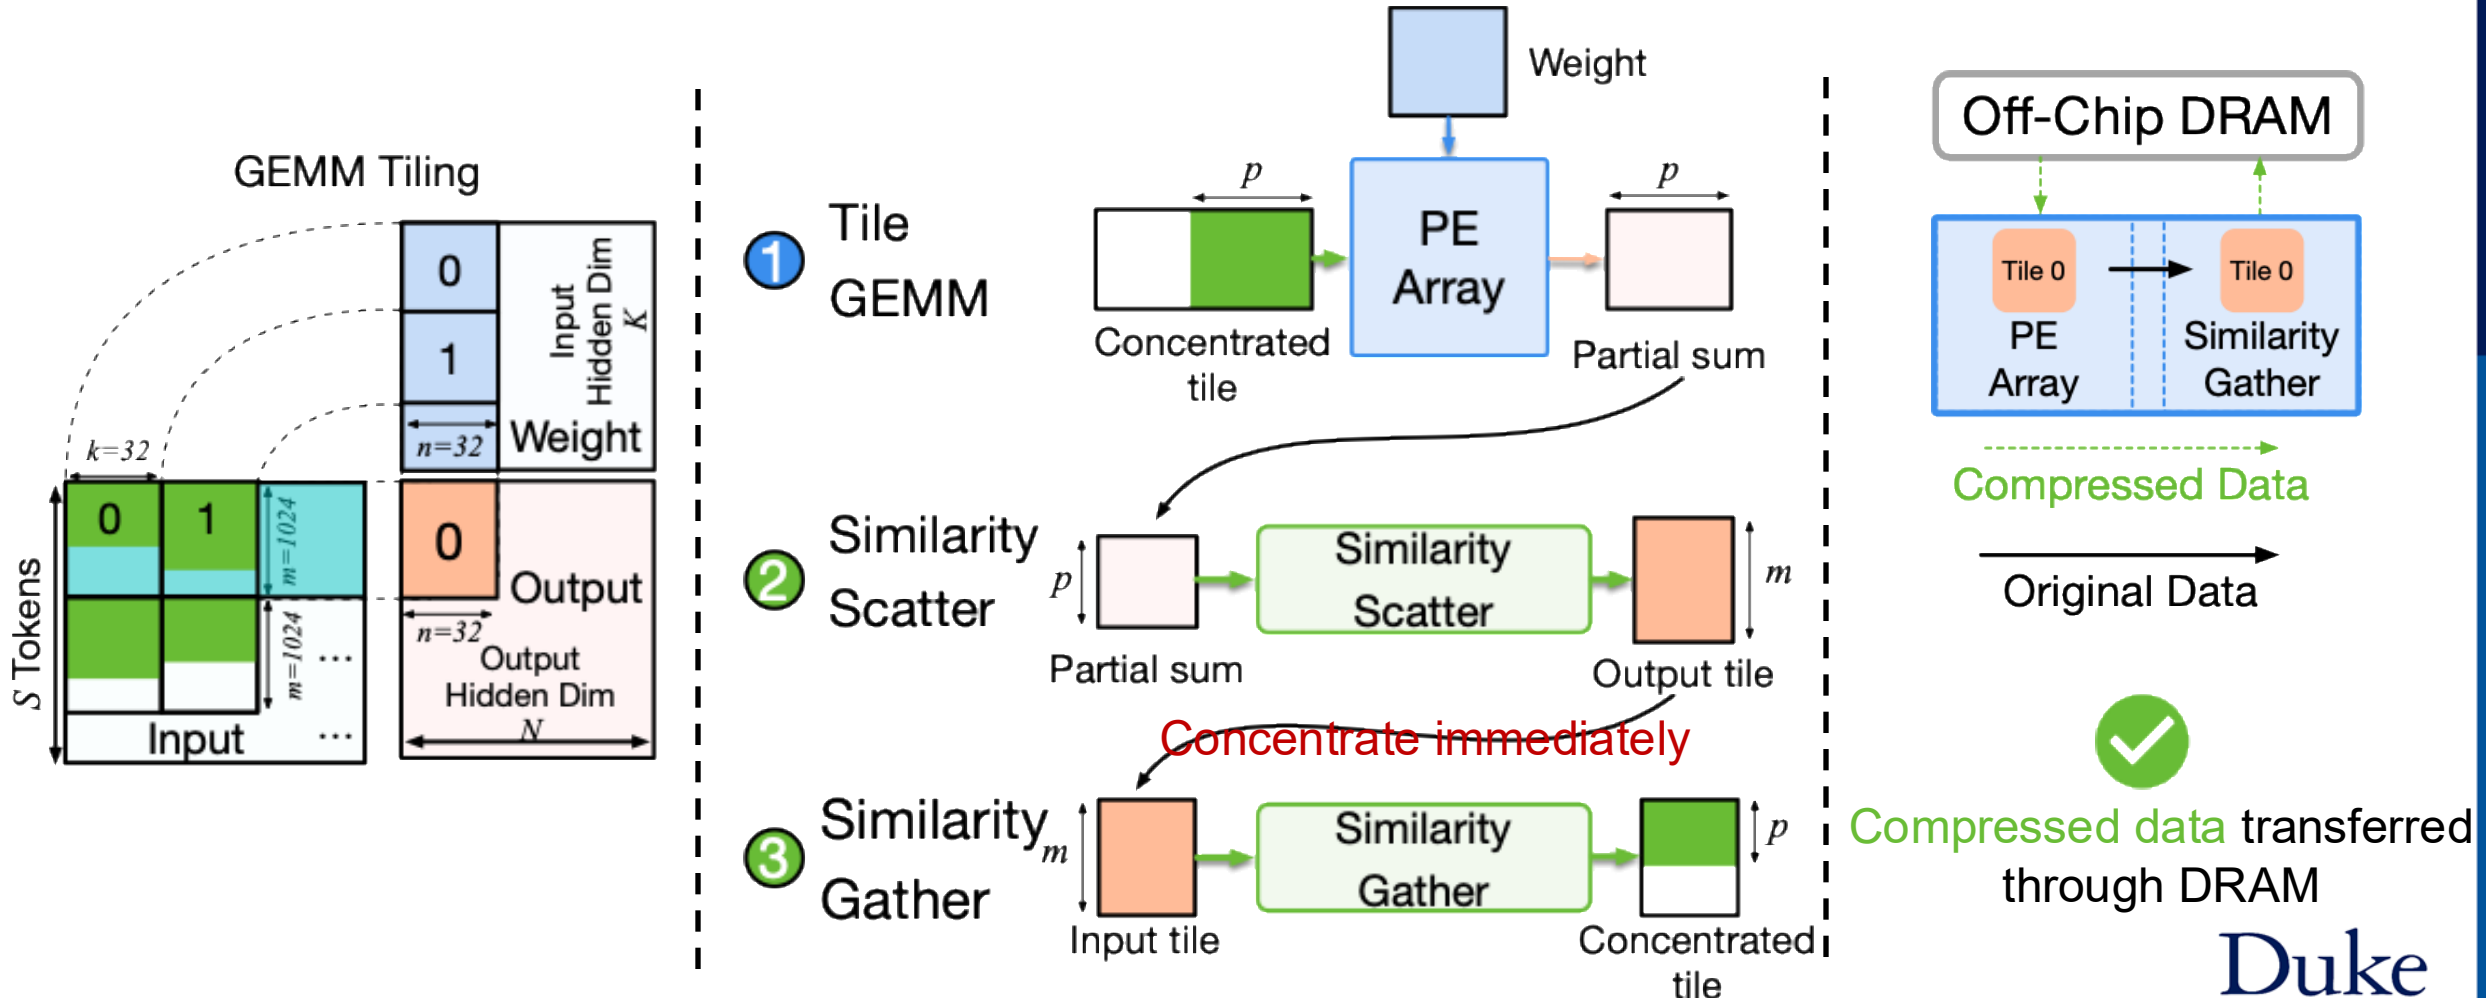 GEMM Tiling
0
1
n=32
Input
Hidden Dim
K
Weight
k=32
0
1
m=1024
m=1024
S Tokens
Input
...
...
0
n=32
Output
Output
Hidden Dim
N
1
Tile
GEMM
Weight
p
Concentrated
tile
PE
Array
p
Partial sum
2
Similarity
Scatter
p
Partial sum
Similarity
Scatter
m
Output tile
Concentrate immediately
3
Similarity
Gather
m
Input tile
Similarity
Gather
p
Concentrated
tile
Off-Chip DRAM
Tile 0
Tile 0
PE
Array
Similarity
Gather
Compressed Data
Original Data
Compressed data transferred
through DRAM
Duke